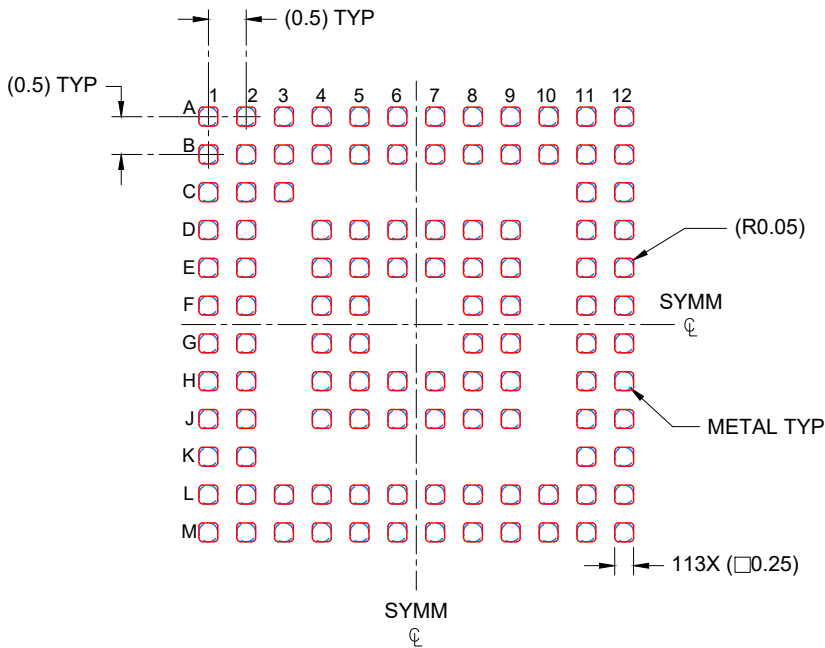 (0.5) TYP
(0.5) TYP
1 2 3 4 5 6 7 8 9 10 11 12
A
B
C
D
(R0.05)
E
F
SYMM
℄
G
H
J
METAL TYP
K
L
M
113X (□0.25)
SYMM
℄